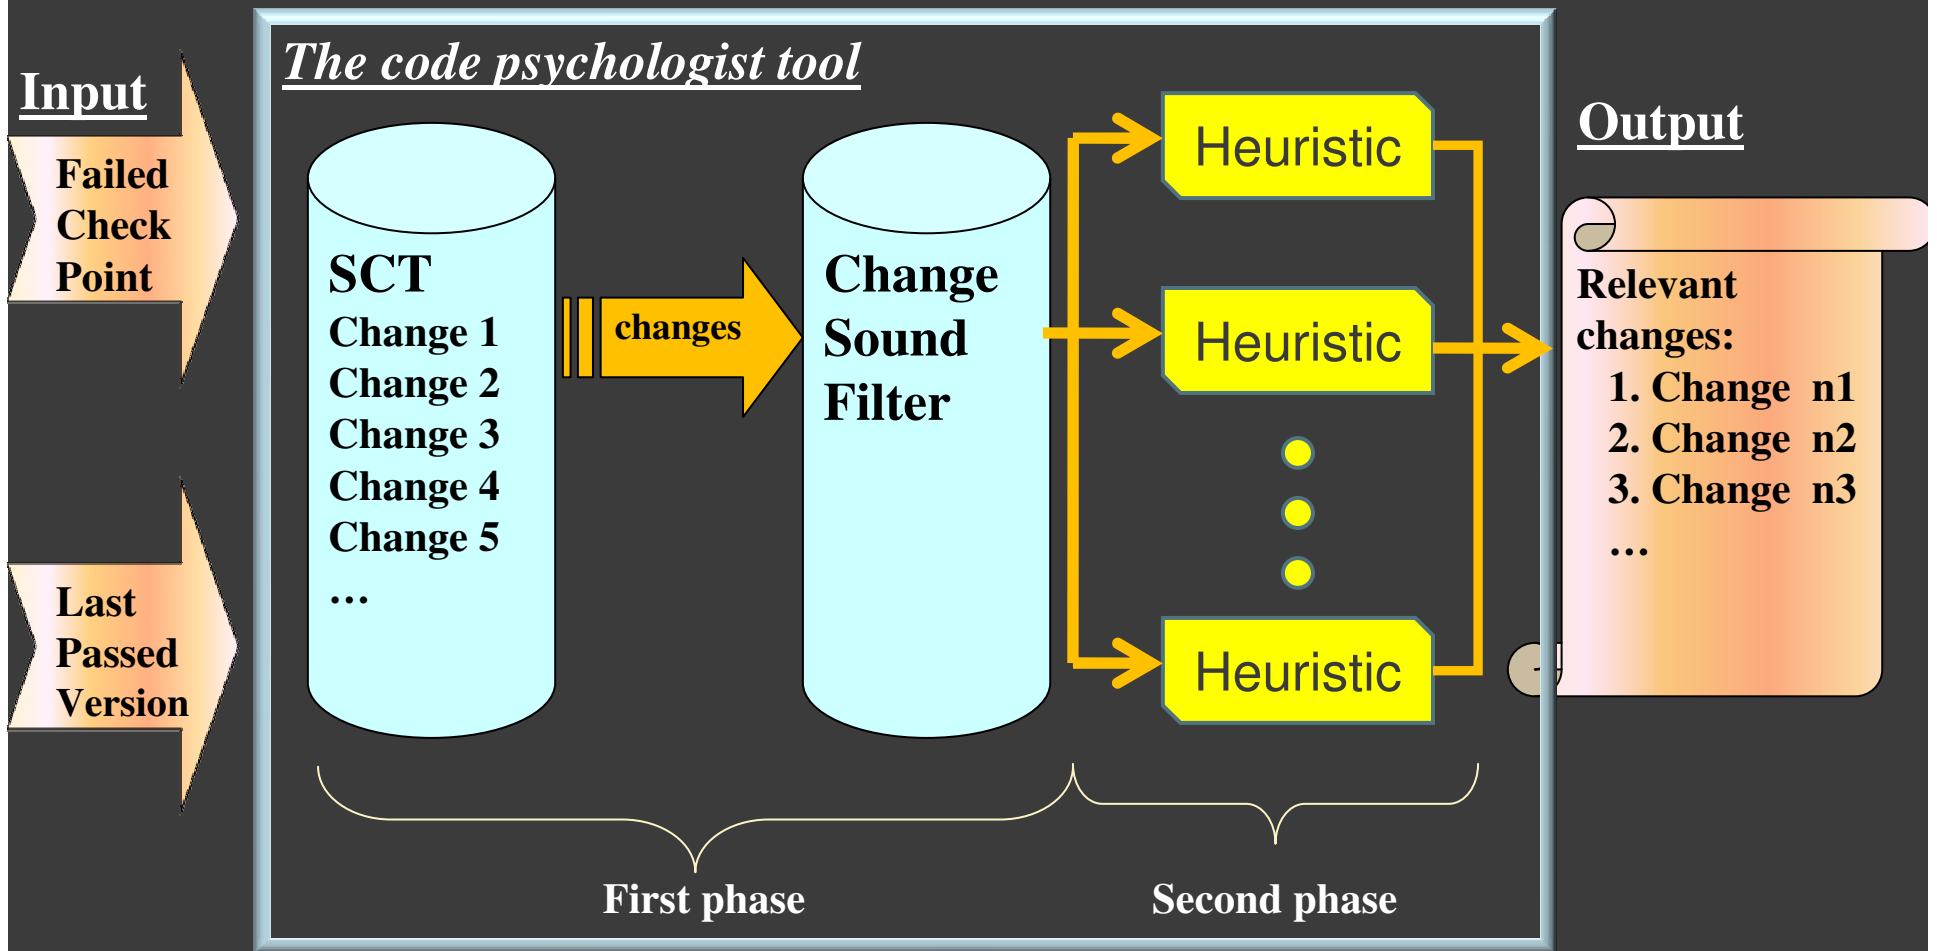 The code psychologist tool
Input
Failed
Check
Point
Last
Passed
Version
SCT
Change 1
Change 2
Change 3
Change 4
Change 5
...
changes
Change
Sound
Filter
Heuristic
Heuristic
Heuristic
First phase
Second phase
Output
Relevant
changes:
1. Change n1
2. Change n2
3. Change n3
...